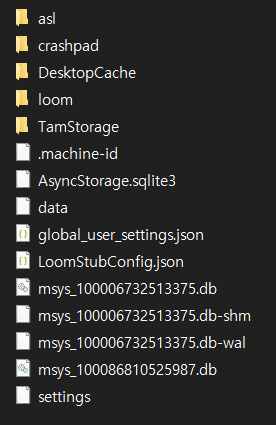 asl
crashpad
DesktopCache
loom
TamStorage
.machine-id
AsyncStorage.sqlite3
data
global_user_settings.json
LoomStubConfig.json
msys_100006732513375.db
msys_100006732513375.db-shm
msys_100006732513375.db-wal
msys_100086810525987.db
settings